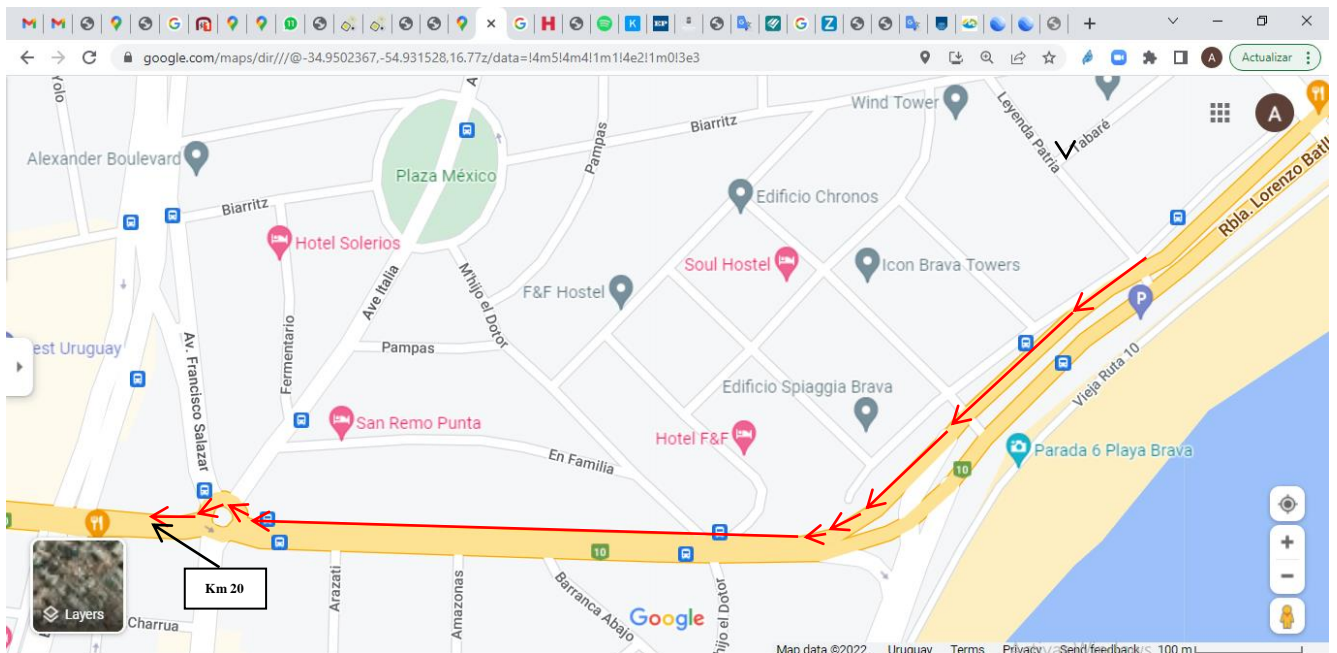 google.com/maps/dir///@-34.9502367,-54.931528,16.77z/data=!4m5!4m4!1m1!4e2!1m0!3e3
A
Actualizar
Yolo
Wind Tower
Leyenda Patria
Tabaré
A
Biarritz
Pampas
Alexander Boulevard
Plaza México
Rbla. Lorenzo Batll
Edificio Chronos
Biarritz
Hotel Solerios
Soul Hostel
Icon Brava Towers
M'hijo el Dotor
Ave Italia
F&F Hostel
P
est Uruguay
Av. Francisco Salazar
Fermentario
Pampas
Vieja Ruta 10
Edificio Spiaggia Brava
San Remo Punta
Hotel F&F
Parada 6 Playa Brava
En Familia
10
10
Km 20
Layers
Arazati
Amazonas
Barranca Abajo
hijo el Dotor
Google
Charrua
Map data ©2022 Uruguay Terms Privacy Send feedback 100 m